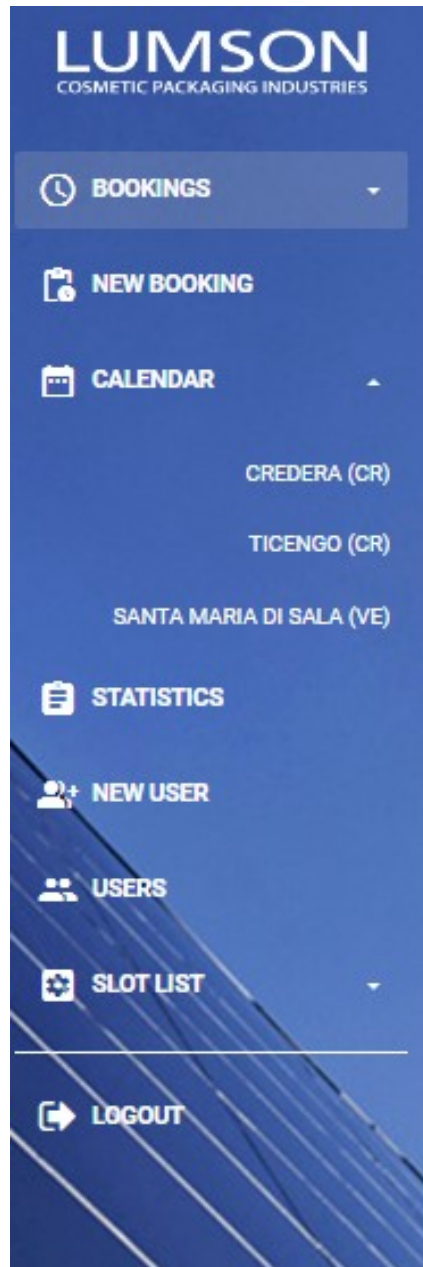 LUMSON
COSMETIC PACKAGING INDUSTRIES
BOOKINGS
NEW BOOKING
CALENDAR
CREDERA (CR)
TICENGO (CR)
SANTA MARIA DI SALA (VE)
STATISTICS
NEW USER
USERS
SLOT LIST
LOGOUT